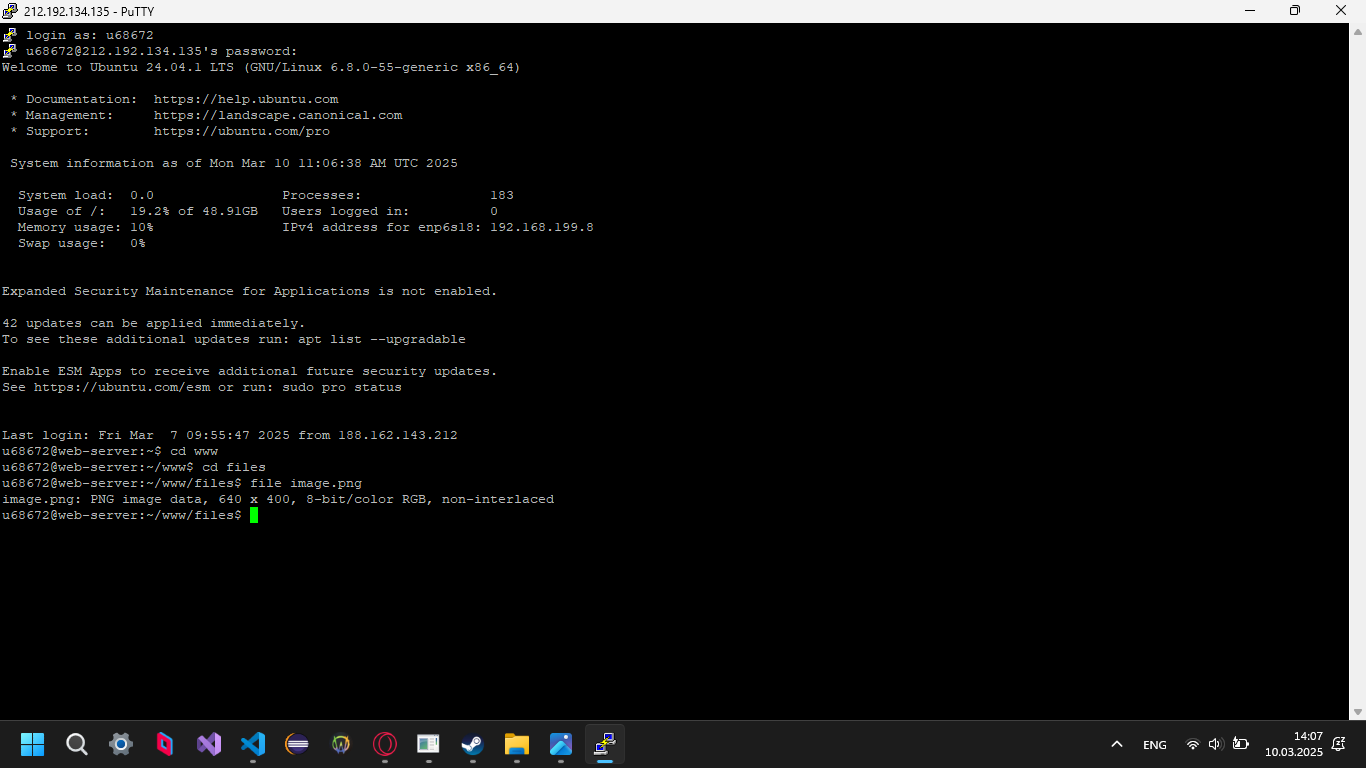 212.192.134.135 - PuTTY
login as: u68672
u68672@212.192.134.135's password:
Welcome to Ubuntu 24.04.1 LTS (GNU/Linux 6.8.0-55-generic x86_64)
* Documentation:  https://help.ubuntu.com
* Management:     https://landscape.canonical.com
* Support:        https://ubuntu.com/pro
System information as of Mon Mar 10 11:06:38 AM UTC 2025
System load:  0.0                Processes:                183
Usage of /:   19.2% of 48.91GB   Users logged in:          0
Memory usage: 10%                IPv4 address for enp6s18: 192.168.199.8
Swap usage:   0%
Expanded Security Maintenance for Applications is not enabled.
42 updates can be applied immediately.
To see these additional updates run: apt list --upgradable
Enable ESM Apps to receive additional future security updates.
See https://ubuntu.com/esm or run: sudo pro status
Last login: Fri Mar  7 09:55:47 2025 from 188.162.143.212
u68672@web-server:~$ cd www
u68672@web-server:~/www$ cd files
u68672@web-server:~/www/files$ file image.png
image.png: PNG image data, 640 x 400, 8-bit/color RGB, non-interlaced
u68672@web-server:~/www/files$
ENG
14:07
10.03.2025